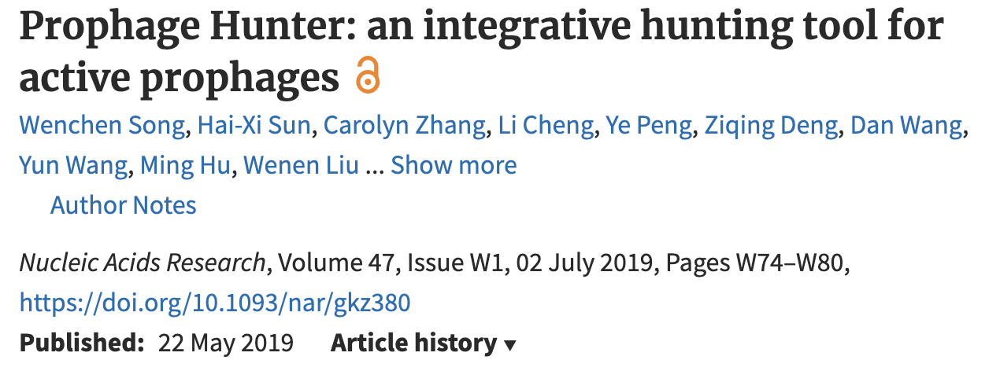 Prophage Hunter: an integrative hunting tool for
active prophages
Wenchen Song, Hai-Xi Sun, Carolyn Zhang, Li Cheng, Ye Peng, Ziqing Deng, Dan Wang,
Yun Wang, Ming Hu, Wenen Liu ... Show more
Author Notes
Nucleic Acids Research, Volume 47, Issue W1, 02 July 2019, Pages W74–W80,
https://doi.org/10.1093/nar/gkz380
Published: 22 May 2019 Article history ▾